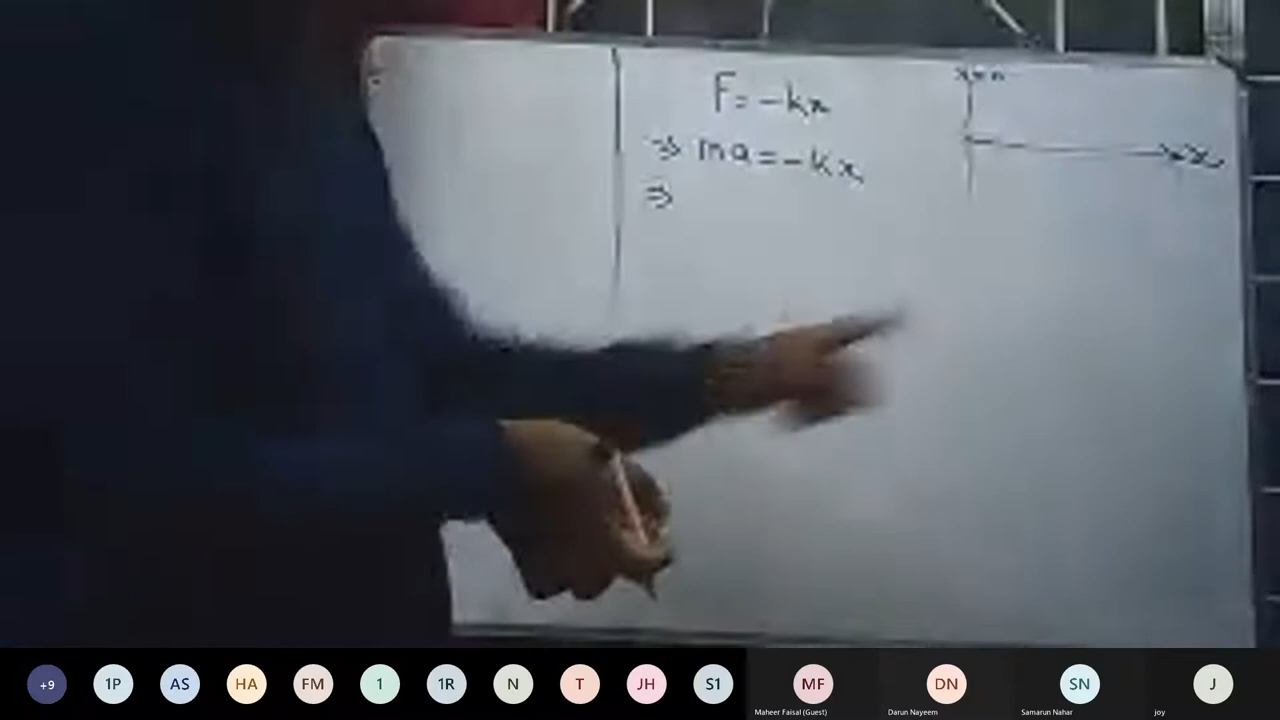 F = -kx
⇒ ma = -kx
⇒
x
+9
1P
AS
HA
FM
1
1R
N
T
JH
S1
MF
DN
SN
J
Maheer Faisal (Guest)
Darun Nayeem
Samarun Nahar
joy